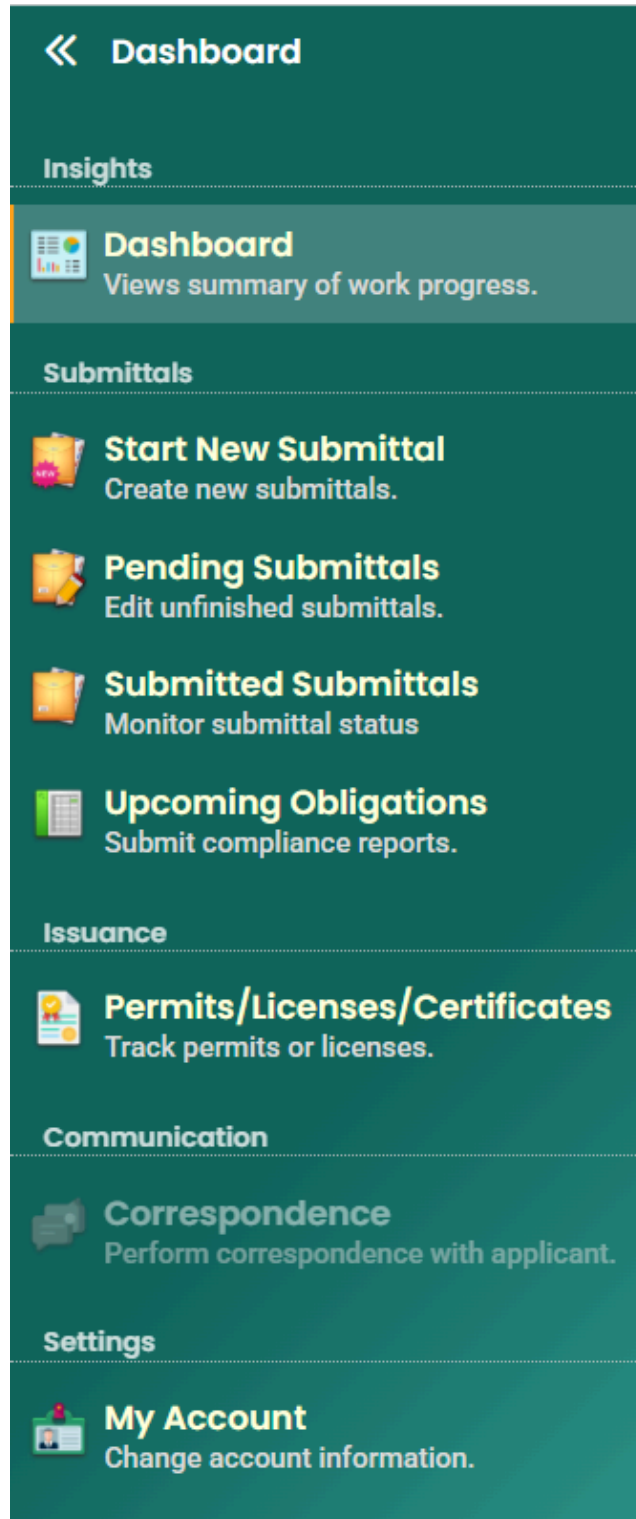 Dashboard
Insights
Dashboard
Views summary of work progress.
Submittals
NEW
Start New Submittal
Create new submittals.
Pending Submittals
Edit unfinished submittals.
Submitted Submittals
Monitor submittal status
Upcoming Obligations
Submit compliance reports.
Issuance
Permits/Licenses/Certificates
Track permits or licenses.
Communication
Correspondence
Perform correspondence with applicant.
Settings
My Account
Change account information.